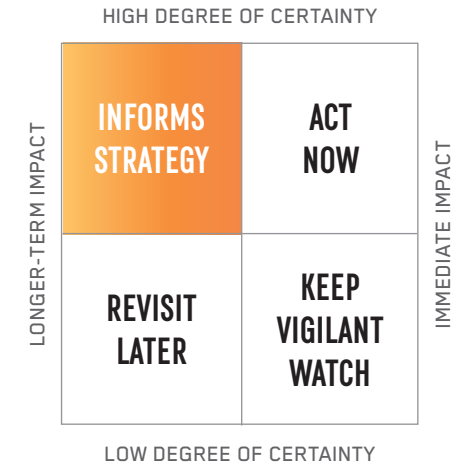 HIGH DEGREE OF CERTAINTY
LONGER-TERM IMPACT
INFORMS
STRATEGY
ACT
NOW
IMMEDIATE IMPACT
REVISIT
LATER
KEEP
VIGILANT
WATCH
LOW DEGREE OF CERTAINTY